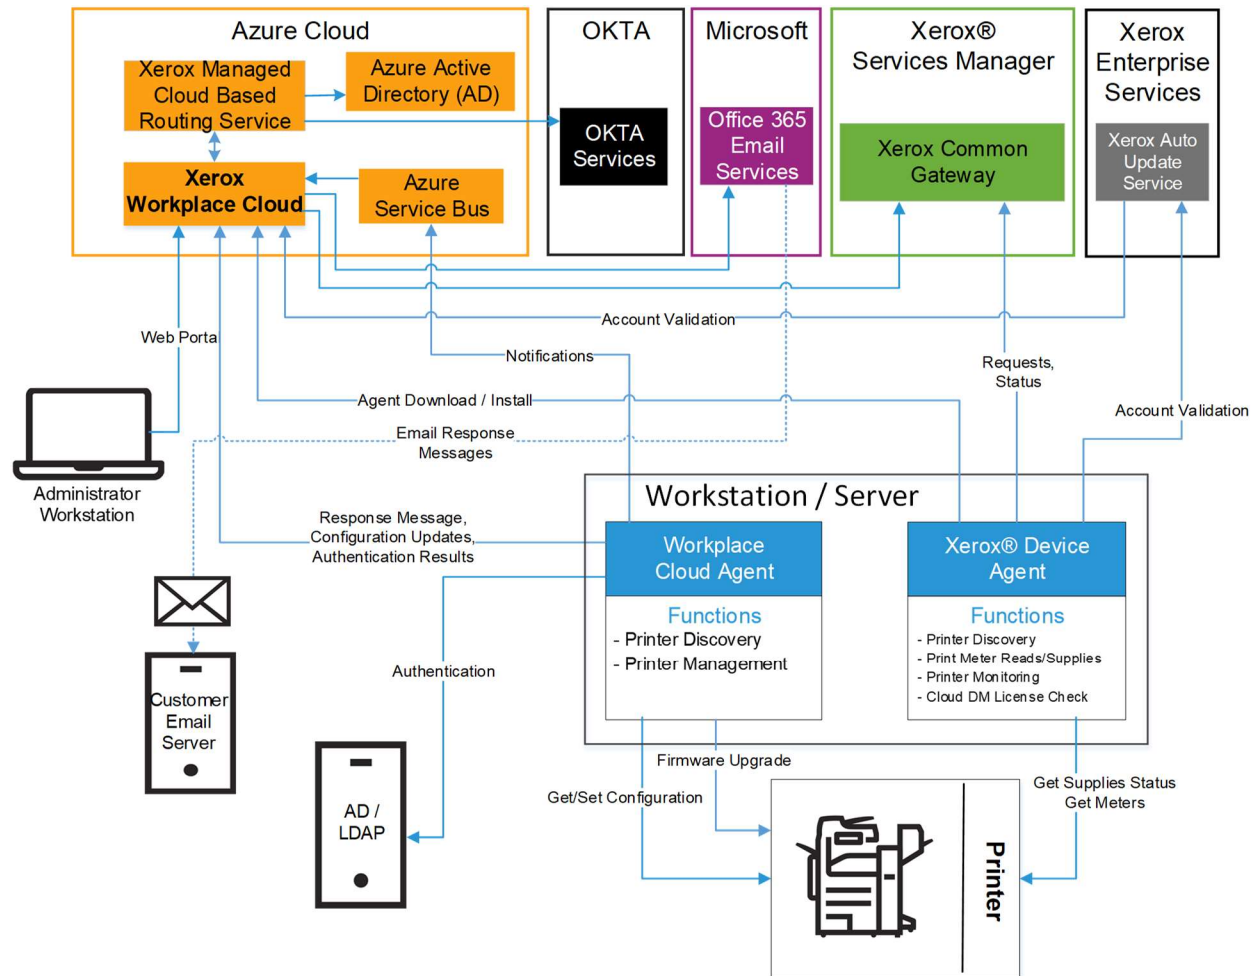 Azure Cloud
OKTA
Microsoft
Xerox®
Services Manager
Xerox
Enterprise
Services
Xerox Managed
Cloud Based
Routing Service
Azure Active
Directory (AD)
OKTA
Services
Office 365
Email
Services
Xerox Common
Gateway
Xerox Auto
Update
Service
Xerox
Workplace Cloud
Azure
Service Bus
Account Validation
Web Portal
Notifications
Requests,
Status
Agent Download / Install
Account Validation
Email Response
Messages
Administrator
Workstation
Workstation / Server
Response Message,
Configuration Updates,
Authentication Results
Workplace
Cloud Agent
Functions
- Printer Discovery
- Printer Management
Xerox® Device
Agent
Functions
- Printer Discovery
- Print Meter Reads/Supplies
- Printer Monitoring
- Cloud DM License Check
Authentication
Customer
Email
Server
AD /
LDAP
Firmware Upgrade
Get/Set Configuration
Get Supplies Status
Get Meters
Printer